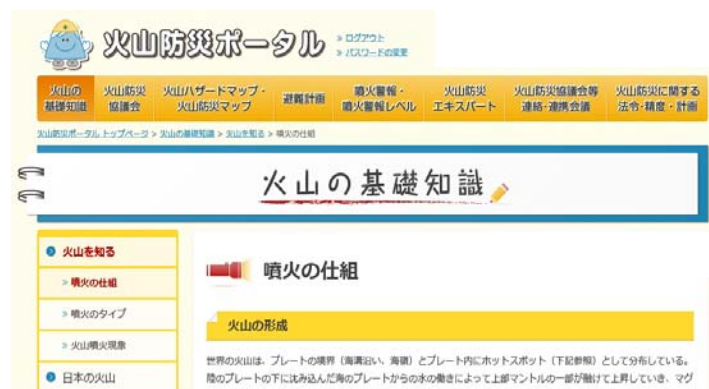 火山防災ポータル
» ログアウト
» パスワードの変更
火山の
基礎知識
火山防災
協議会
火山ハザードマップ・
火山防災マップ
避難計画
噴火警報・
噴火警報レベル
火山防災
エキスパート
火山防災協議会等
連絡・連携会議
火山防災に関する
法令・精度・計画
火山防災ポータル トップページ > 火山の基礎知識 > 火山を知る > 噴火の仕組
火山の基礎知識
火山を知る
» 噴火の仕組
» 噴火のタイプ
» 火山噴火現象
日本の火山
噴火の仕組
火山の形成
世界の火山は、プレートの境界（海溝沿い、海嶺）とプレート内にホットスポット（下記参照）として分布している。
陸のプレートの下に沈み込んだ海のプレートからの水の働きによって上部マントルの一部が融けて上昇していき、マグ